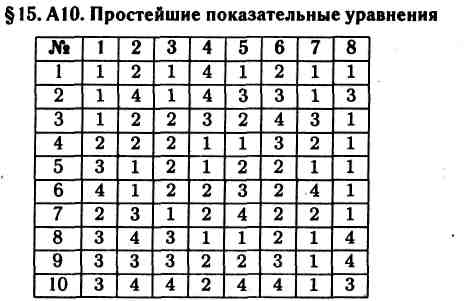 § 15. А10. Простейшие показательные уравнения
№ 1 2 3 4 5 6 7 8
1 1 2 1 4 1 2 1 1
2 1 4 1 4 3 3 1 3
3 1 2 2 3 2 4 3 1
4 2 2 2 1 1 3 2 1
5 3 1 2 1 2 2 1 1
6 4 1 2 2 3 2 4 1
7 2 3 1 2 4 2 2 1
8 3 4 3 1 1 2 1 4
9 3 3 3 2 2 3 1 4
10 3 4 4 2 4 4 1 3